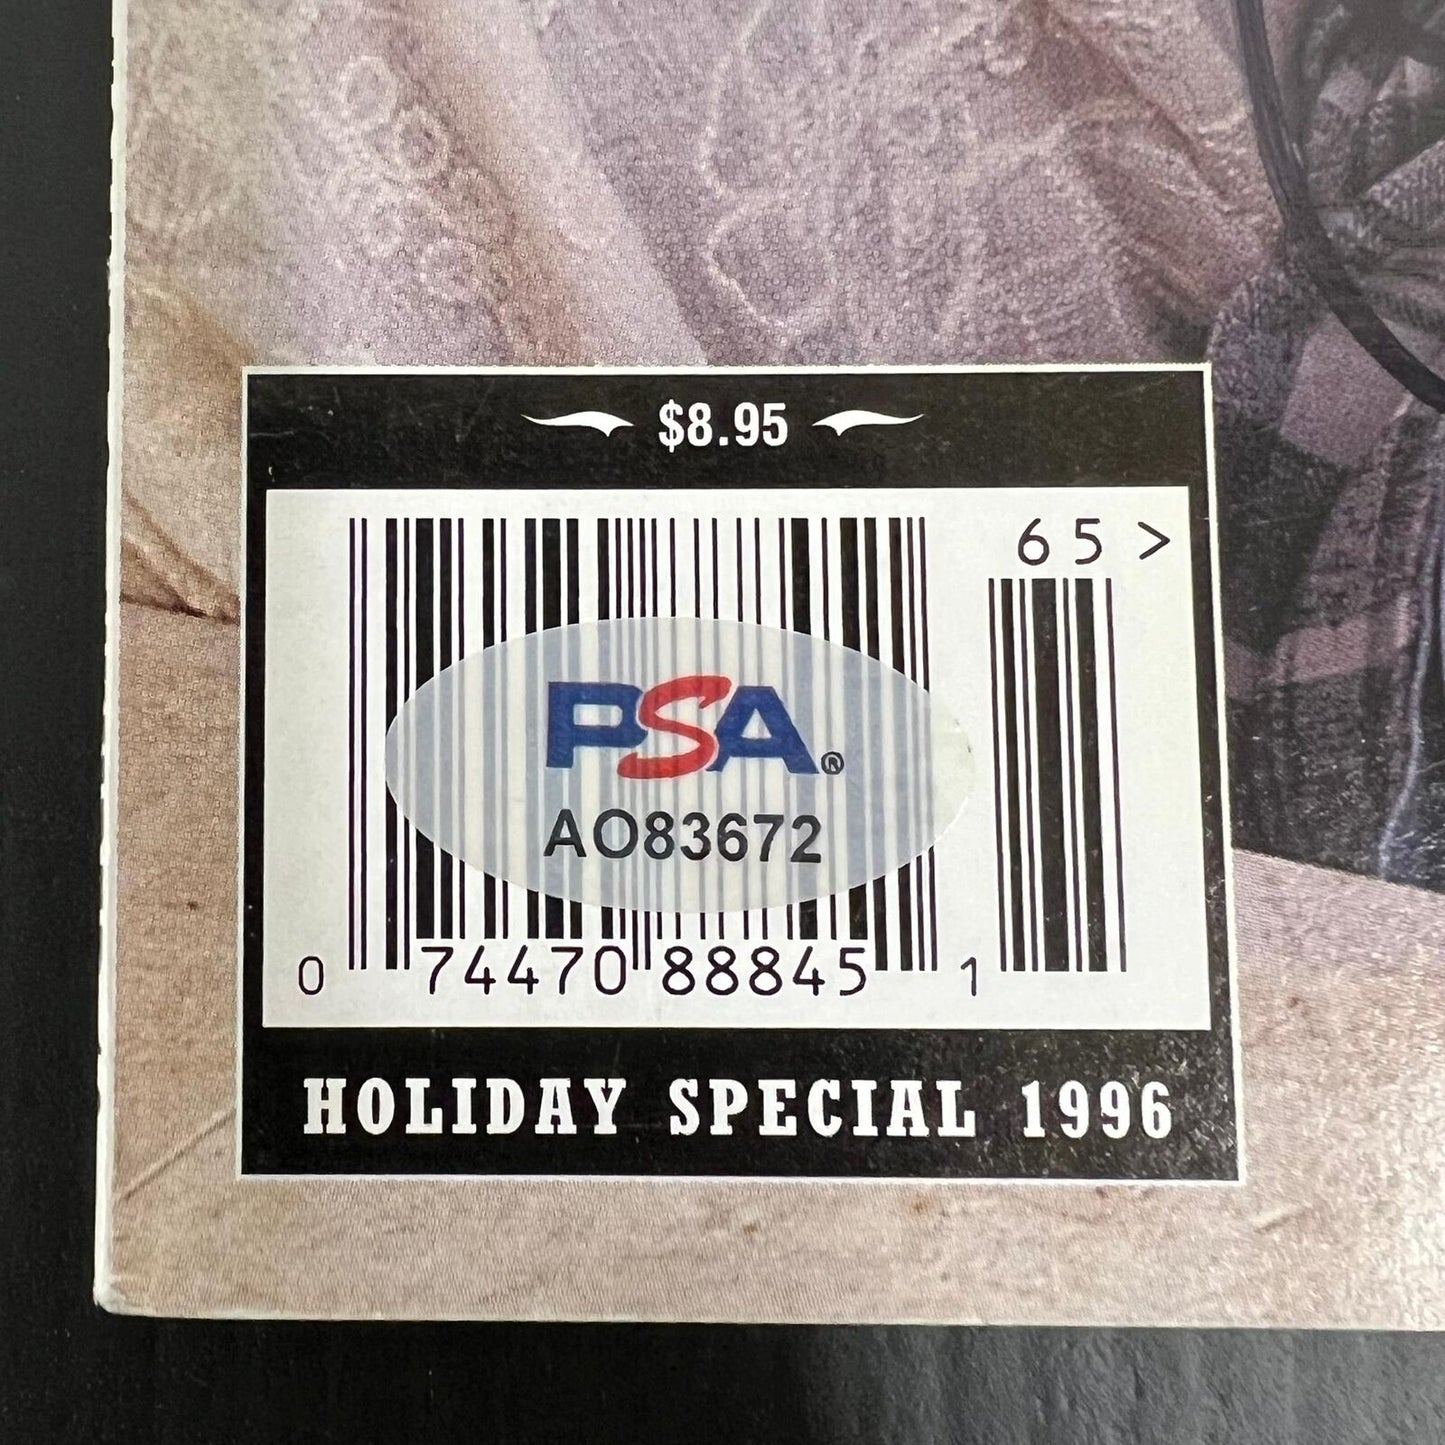 $8.95
65 >
PSA®
AO83672
0 74470 88845 1
HOLIDAY SPECIAL 1996